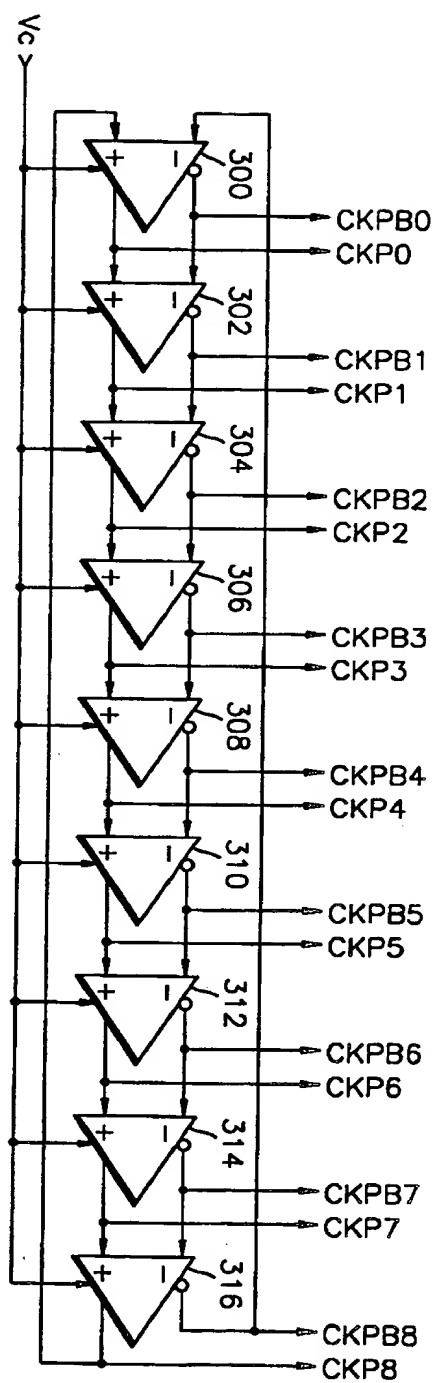 Vc
+
−
300
CKPB0
CKP0
+
−
302
CKPB1
CKP1
+
−
304
CKPB2
CKP2
+
−
306
CKPB3
CKP3
+
−
308
CKPB4
CKP4
+
−
310
CKPB5
CKP5
+
−
312
CKPB6
CKP6
+
−
314
CKPB7
CKP7
+
−
316
CKPB8
CKP8